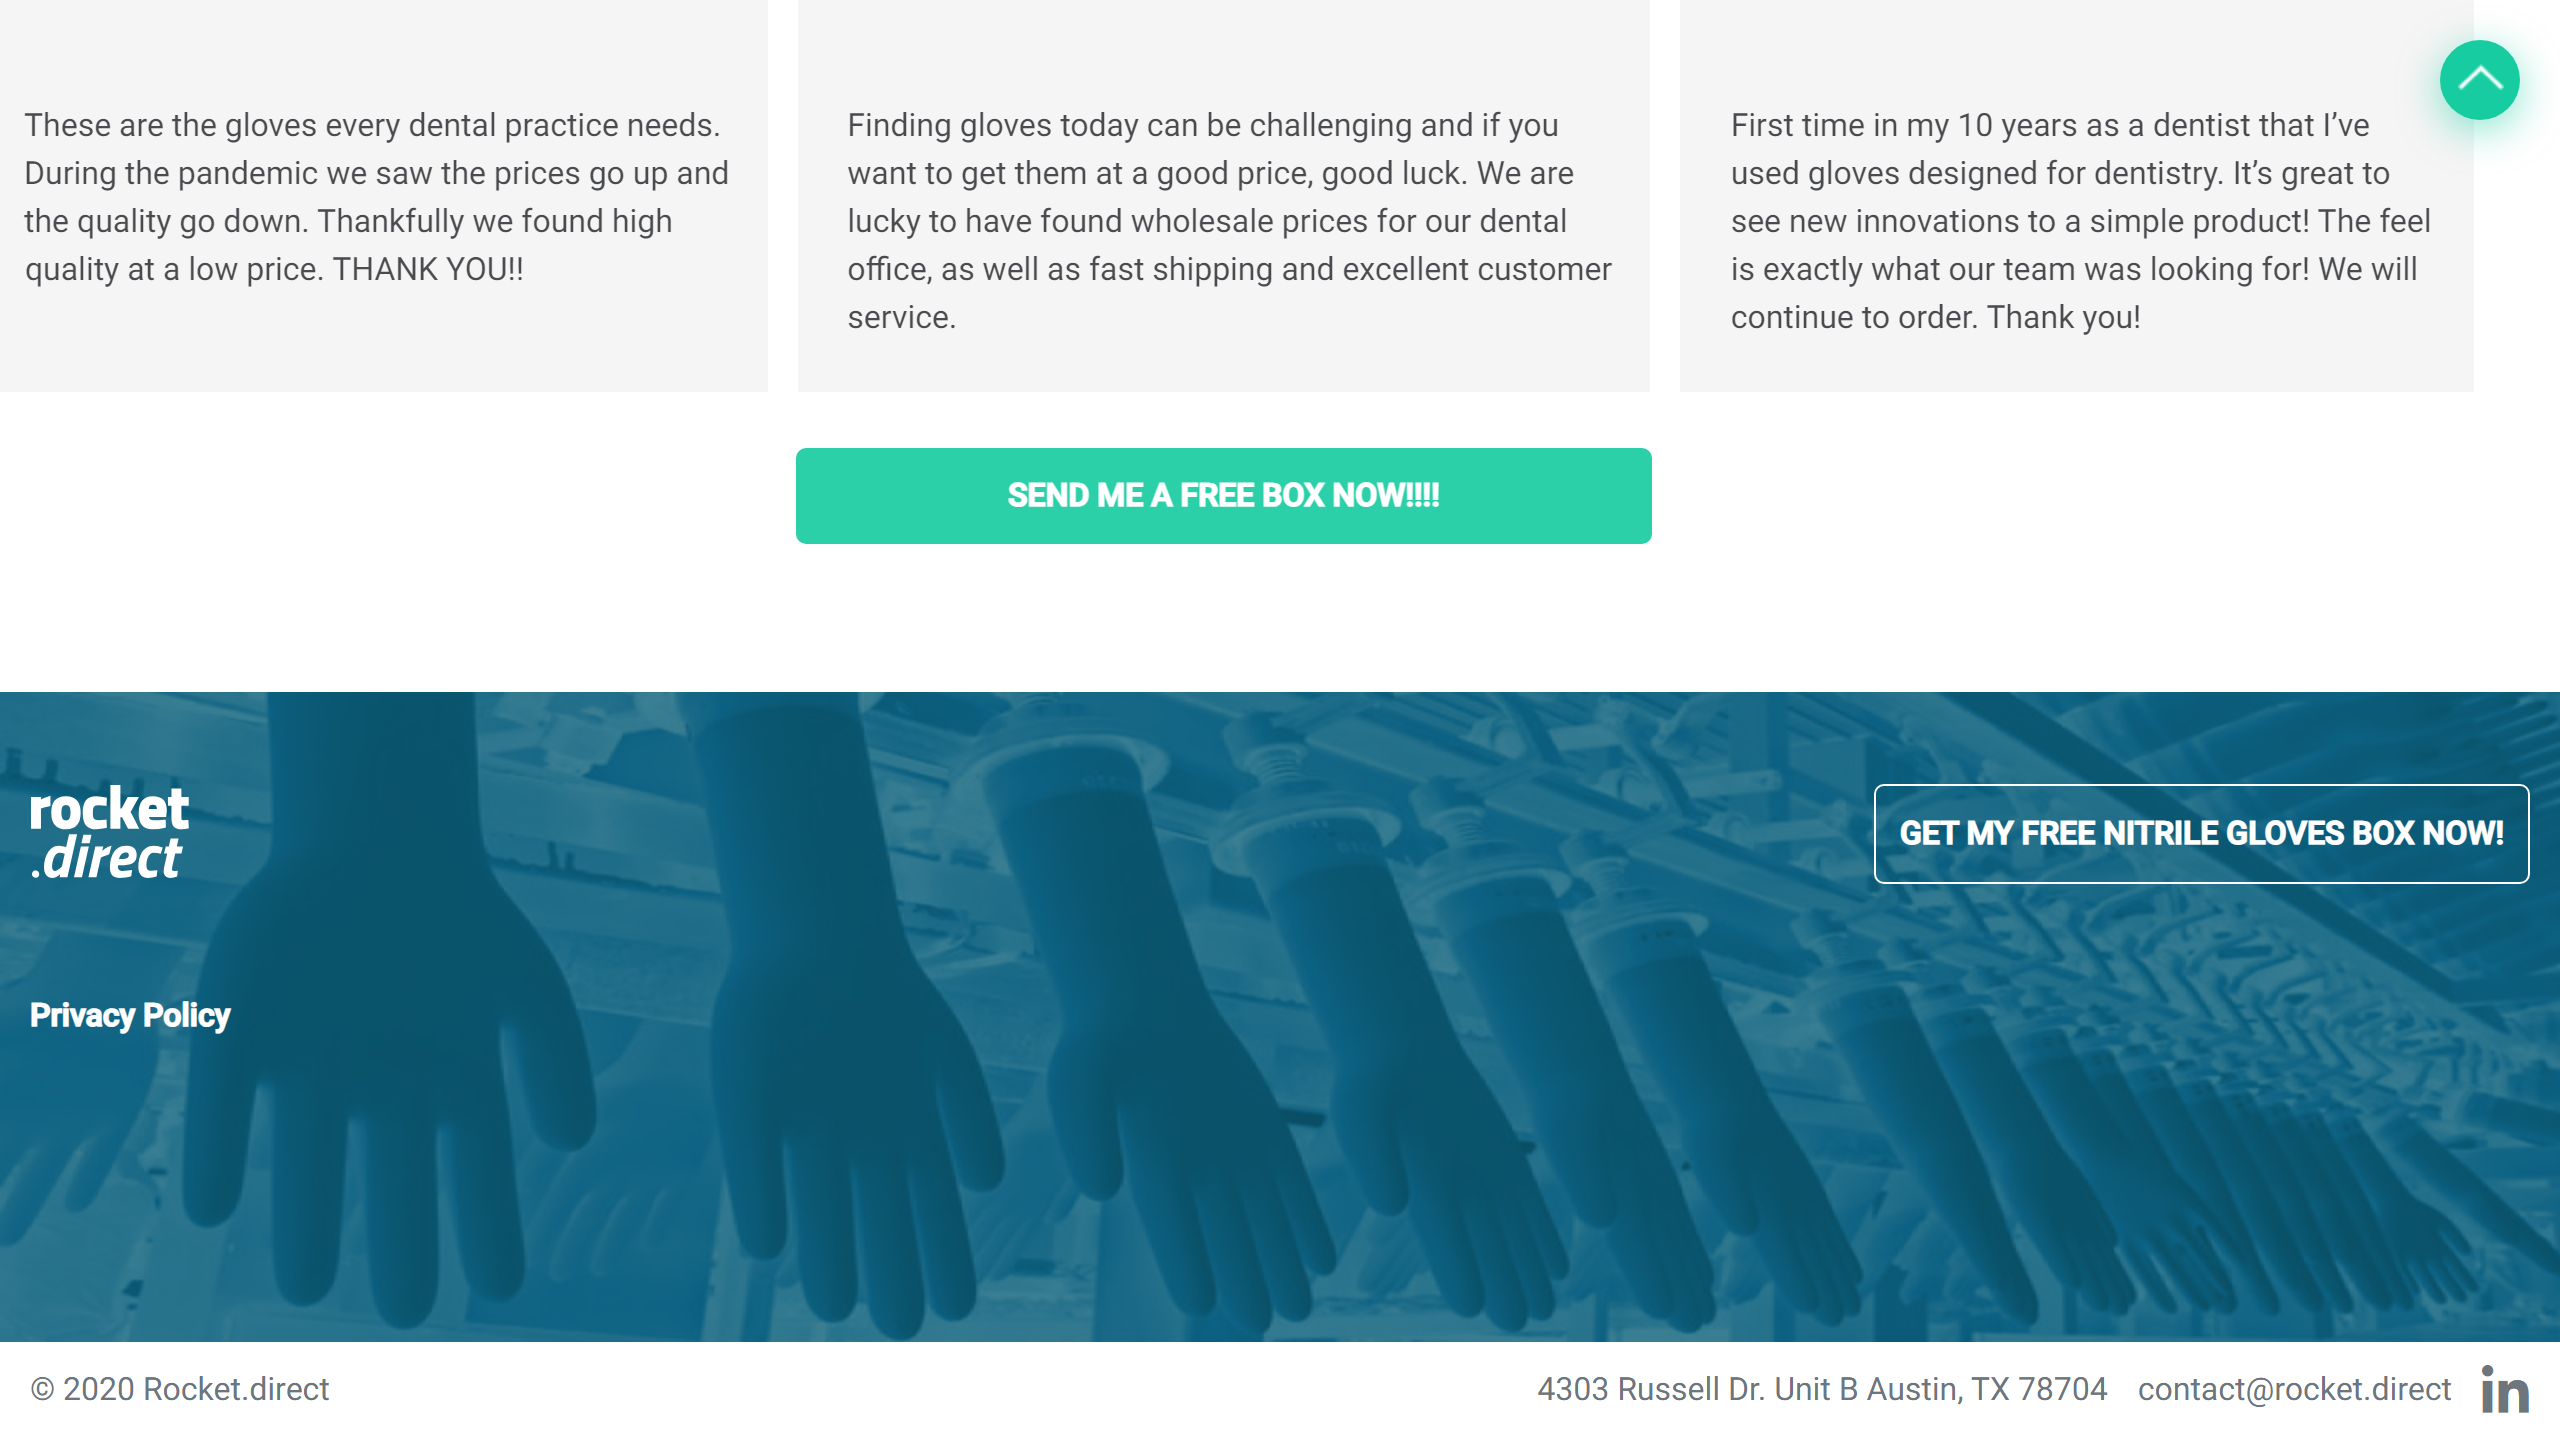 These are the gloves every dental practice needs.
During the pandemic we saw the prices go up and
the quality go down. Thankfully we found high
quality at a low price. THANK YOU!!
Finding gloves today can be challenging and if you
want to get them at a good price, good luck. We are
lucky to have found wholesale prices for our dental
office, as well as fast shipping and excellent customer
service.
First time in my 10 years as a dentist that I’ve
used gloves designed for dentistry. It’s great to
see new innovations to a simple product! The feel
is exactly what our team was looking for! We will
continue to order. Thank you!
SEND ME A FREE BOX NOW!!!!
rocket
.direct
GET MY FREE NITRILE GLOVES BOX NOW!
Privacy Policy
© 2020 Rocket.direct
4303 Russell Dr. Unit B Austin, TX 78704
contact@rocket.direct
in